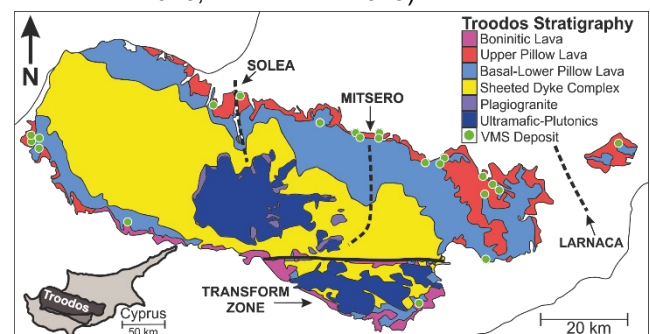 Troodos Stratigraphy
Boninitic Lava
Upper Pillow Lava
Basal-Lower Pillow Lava
Sheeted Dyke Complex
Plagiogranite
Ultramafic-Plutonics
VMS Deposit
N
SOLEA
MITSERO
LARNACA
TRANSFORM
ZONE
Troodos
Cyprus
50 km
20 km